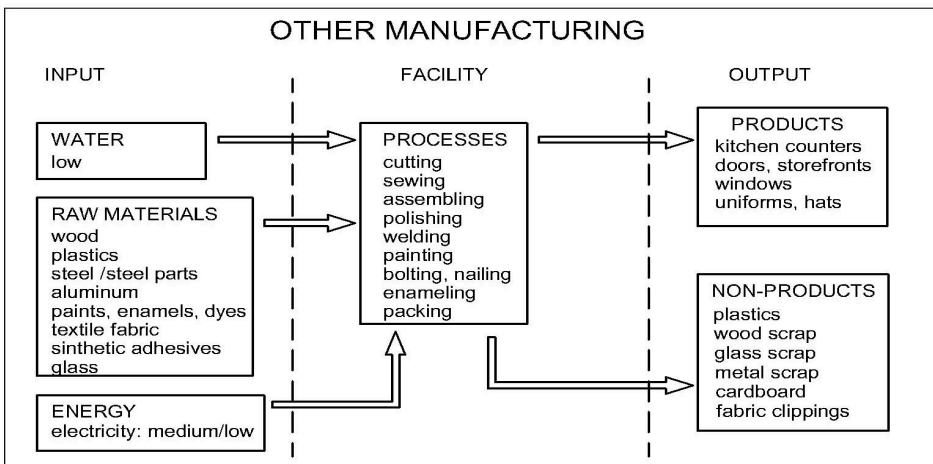 OTHER MANUFACTURING
INPUT
FACILITY
OUTPUT
WATER
low
RAW MATERIALS
wood
plastics
steel /steel parts
aluminum
paints, enamels, dyes
textile fabric
sinthetic adhesives
glass
ENERGY
electricity: medium/low
PROCESSES
cutting
sewing
assembling
polishing
welding
painting
bolting, nailing
enameling
packing
PRODUCTS
kitchen counters
doors, storefronts
windows
uniforms, hats
NON-PRODUCTS
plastics
wood scrap
glass scrap
metal scrap
cardboard
fabric clippings